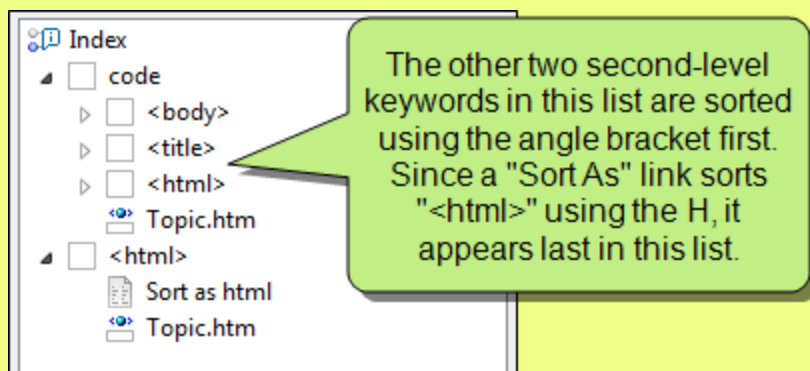 Index
code
<body>
<title>
<html>
Topic.htm
<html>
Sort as html
Topic.htm
The other two second-level
keywords in this list are sorted
using the angle bracket first.
Since a "Sort As" link sorts
"<html>" using the H, it
appears last in this list.